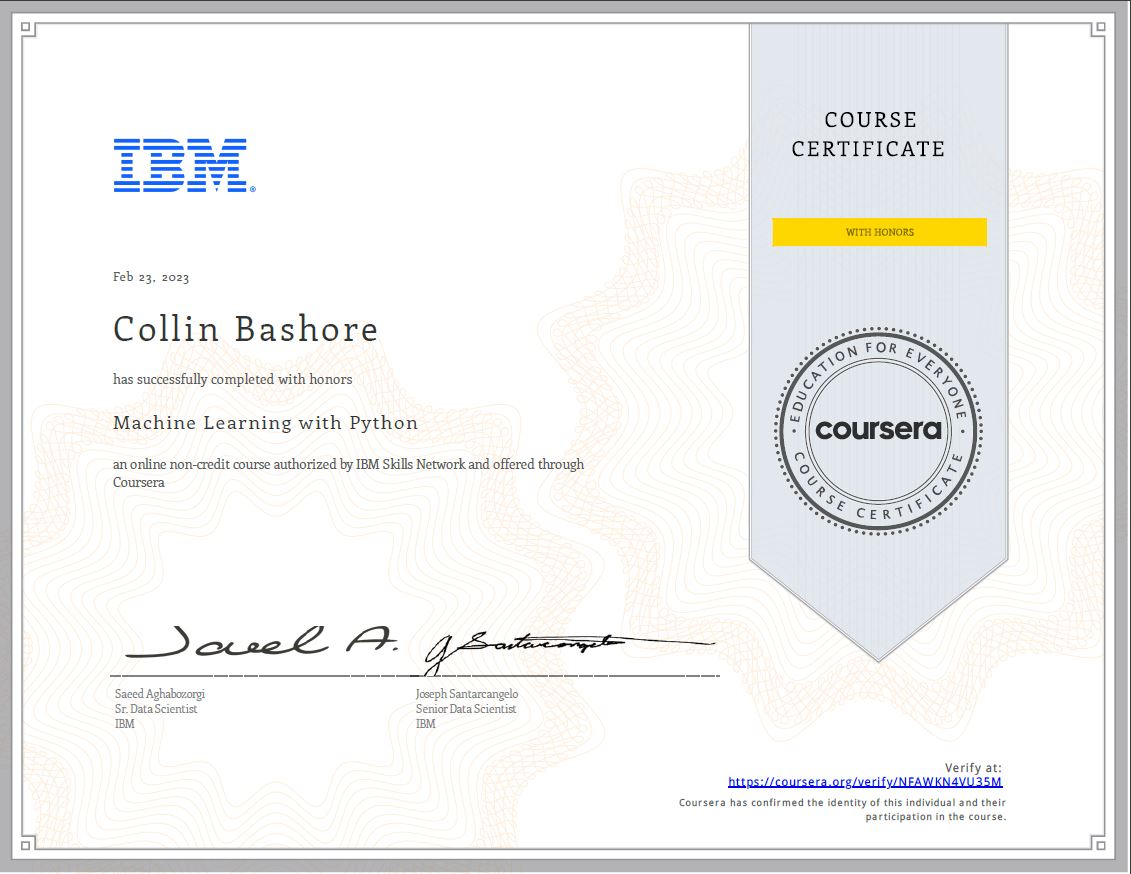 COURSE
CERTIFICATE
IBM®
WITH HONORS
Feb 23, 2023
Collin Bashore
has successfully completed with honors
Machine Learning with Python
an online non-credit course authorized by IBM Skills Network and offered through
Coursera
EDUCATION FOR EVERYONE
coursera
COURSE CERTIFICATE
Saeed A.
J Santarcangelo
Saeed Aghabozorgi
Sr. Data Scientist
IBM
Joseph Santarcangelo
Senior Data Scientist
IBM
Verify at:
https://coursera.org/verify/NFAWKN4VU35M
Coursera has confirmed the identity of this individual and their
participation in the course.